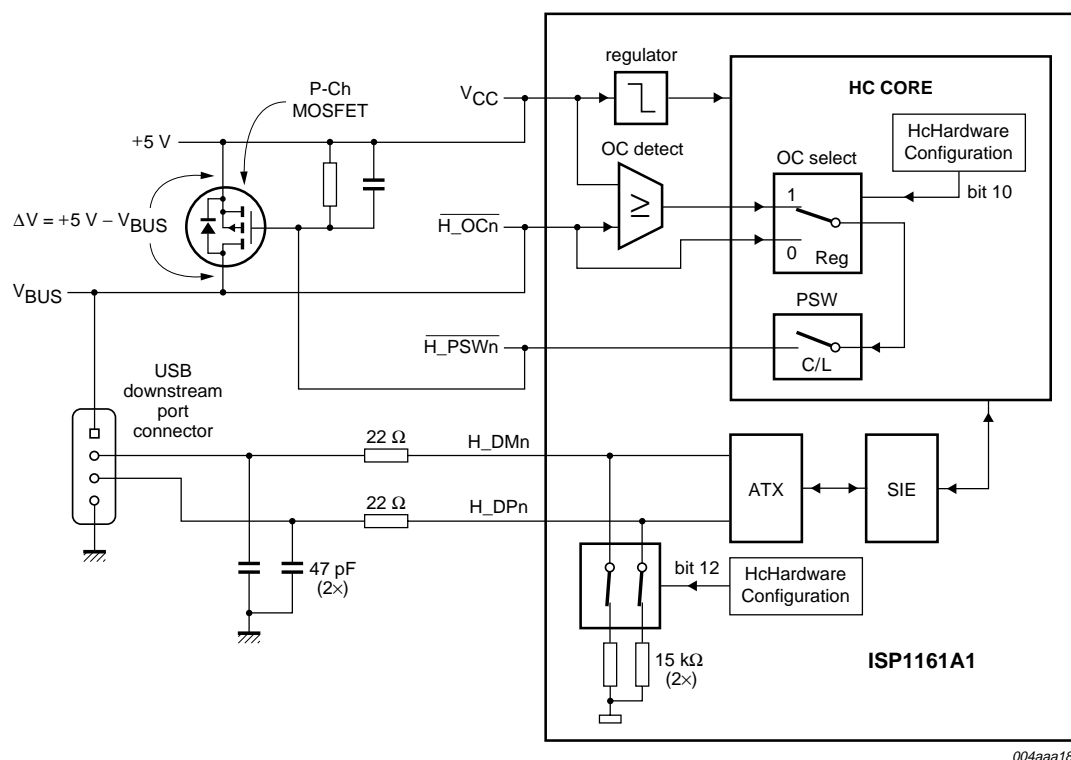 regulator
P-Ch
MOSFET
VCC
HC CORE
+5 V
HcHardware
Configuration
OC detect
OC select
bit 10
1
≥
ΔV = +5 V − VBUS
H_OCn
0
Reg
VBUS
PSW
H_PSWn
C/L
USB
downstream
port
connector
22 Ω
H_DMn
ATX
SIE
22 Ω
H_DPn
47 pF
(2×)
bit 12
HcHardware
Configuration
15 kΩ
(2×)
ISP1161A1